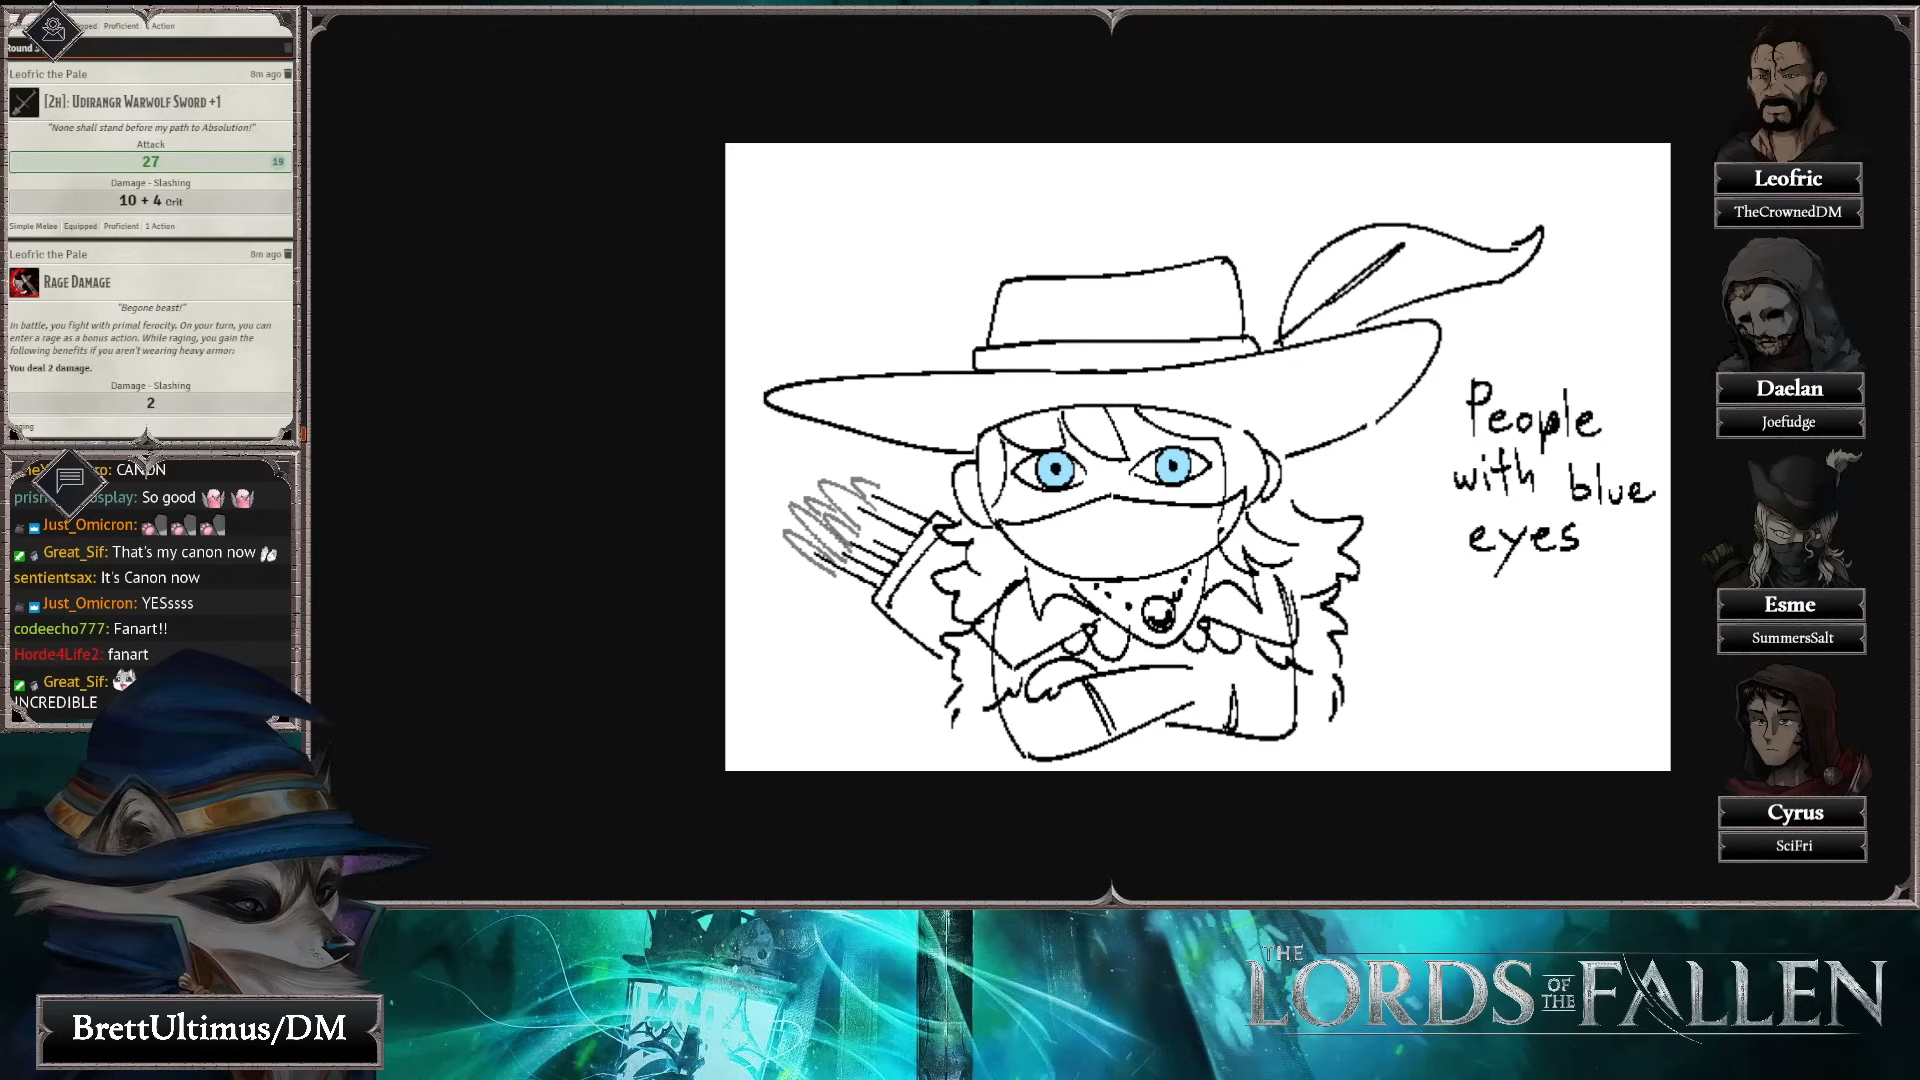 Proficient
Action
Round
Leofric the Pale
8m ago
[2H]: Udirangr Warwolf Sword +1
"None shall stand before my path to Absolution!"
Attack
27
19
Damage - Slashing
10 + 4 Crit
Simple Melee Equipped Proficient 1 Action
Leofric the Pale
8m ago
Rage Damage
"Begone beast!"
In battle, you fight with primal ferocity. On your turn, you can
enter a rage as a bonus action. While raging, you gain the
following benefits if you aren't wearing heavy armor:
You deal 2 damage.
Damage - Slashing
2
CANON
So good
Just_Omicron:
Great_Sif: That's my canon now
sentientsax: It's Canon now
Just_Omicron: YESssss
codeecho777: Fanart!!
Horde4Life2: fanart
Great_Sif:
INCREDIBLE
BrettUltimus/DM
People
with blue
eyes
Leofric
TheCrownedDM
Daelan
Joefudge
Esme
SummersSalt
Cyrus
SciFri
THE
LORDS OF THE FALLEN